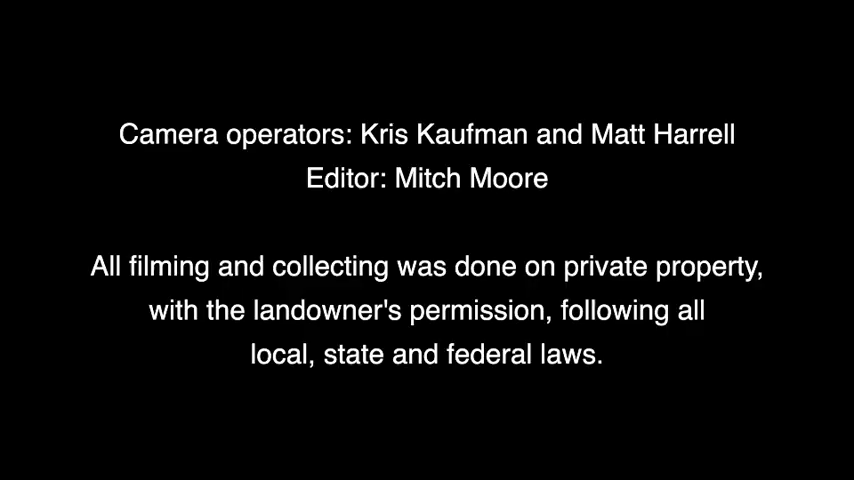 Camera operators: Kris Kaufman and Matt Harrell
Editor: Mitch Moore
All filming and collecting was done on private property,
with the landowner's permission, following all
local, state and federal laws.